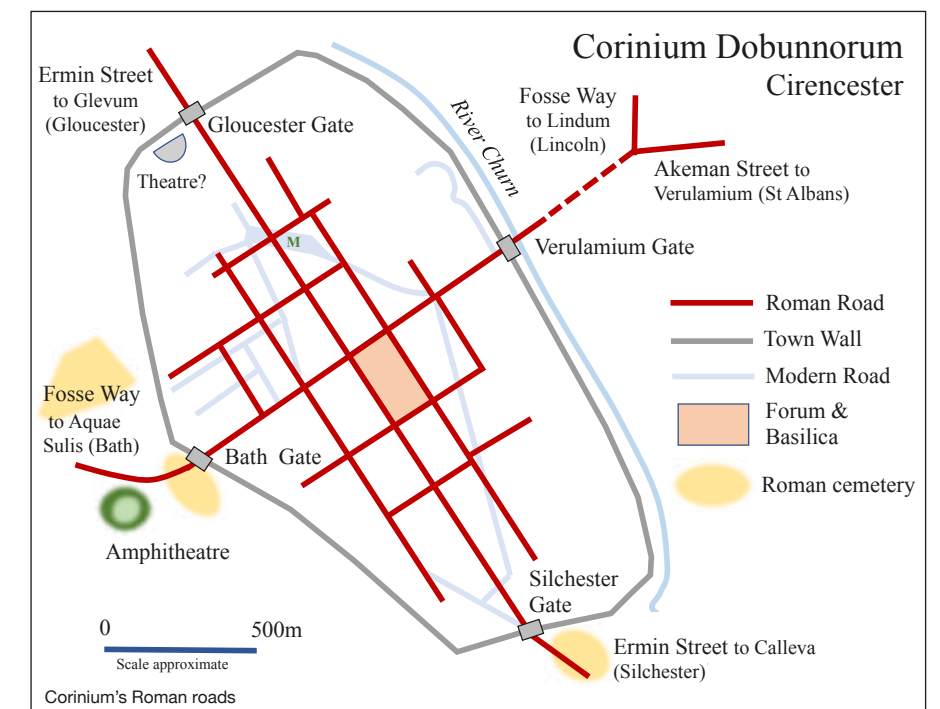 Corinium Dobunnorum
Cirencester
Ermin Street
to Glevum
(Gloucester)
Gloucester Gate
Theatre?
River Churn
Fosse Way
to Lindum
(Lincoln)
Akeman Street to
Verulamium (St Albans)
Verulamium Gate
M
Roman Road
Town Wall
Modern Road
Forum &
Basilica
Roman cemetery
Fosse Way
to Aquae
Sulis (Bath)
Bath Gate
Amphitheatre
Silchester
Gate
Ermin Street to Calleva
(Silchester)
0 500m
Scale approximate
Corinium's Roman roads